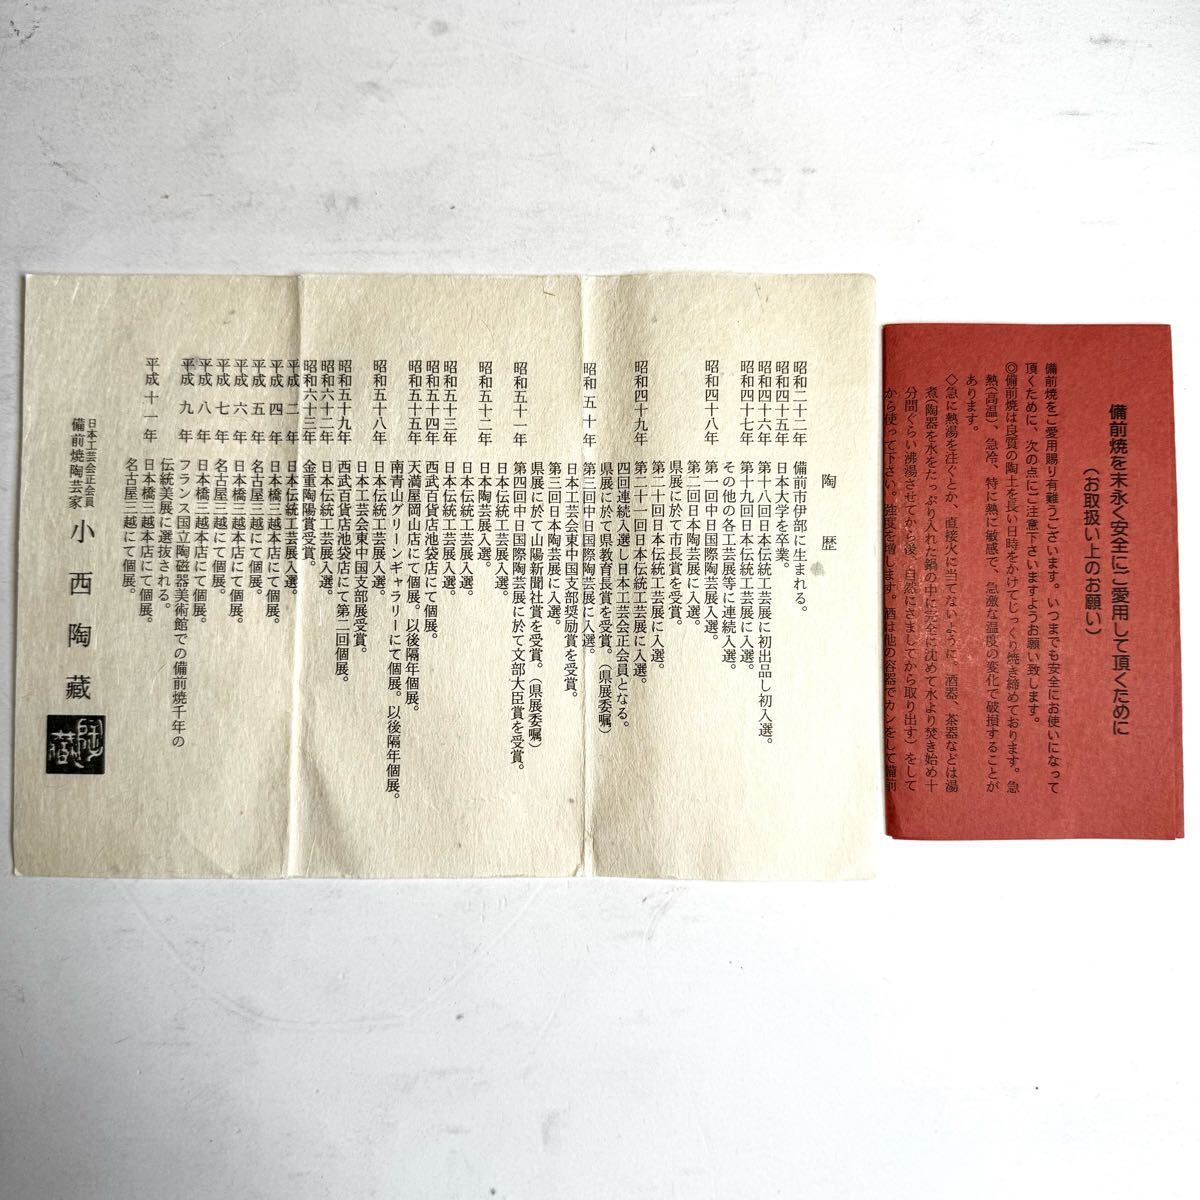 陶歴
昭和二十二年 備前市伊部に生まれる。
昭和四十五年 日本大学を卒業。
昭和四十六年 第十八回日本伝統工芸展に初出品し初入選。
昭和四十七年 第十九回日本伝統工芸展に入選。
その他の各工芸展等に連続入選。
昭和四十八年 第一回中日国際陶芸展入選。
第二回日本陶芸展に入選。
県展に於て市長賞を受賞。
第二十回日本伝統工芸展に入選。
昭和四十九年 第二十一回日本伝統工芸展に入選。
四回連続入選し日本工芸会正会員となる。
県展に於て県教育長賞を受賞。(県展委嘱)
昭和五十年 第三回中日国際陶芸展に入選。
日本工芸会東中国支部奨励賞を受賞。
第三回日本陶芸展に入選。
県展に於て山陽新聞社賞を受賞。(県展委嘱)
昭和五十一年 第四回中日国際陶芸展に於て文部大臣賞を受賞。
日本伝統工芸展入選。
昭和五十二年 日本陶芸展入選。
日本伝統工芸展入選。
昭和五十三年 日本伝統工芸展入選。
昭和五十四年 西武百貨店池袋店にて個展。
昭和五十五年 天満屋岡山店にて個展。以後隔年個展。
南青山グリーンギャラリーにて個展。以後隔年個展。
昭和五十八年 日本伝統工芸展入選。
日本工芸会東中国支部展受賞。
昭和五十九年 西武百貨店池袋店にて第二回個展。
昭和六十二年 日本伝統工芸展入選。
昭和六十三年 金重陶陽賞受賞。
平成二年 日本伝統工芸展入選。
平成四年 日本橋三越本店にて個展。
平成五年 名古屋三越にて個展。
平成六年 日本橋三越本店にて個展。
平成七年 名古屋三越にて個展。
平成八年 日本橋三越本店にて個展。
平成九年 フランス国立陶磁器美術館での備前焼千年の
伝統美展に選抜される。
平成十一年 日本橋三越本店にて個展。
名古屋三越にて個展。
日本工芸会正会員
備前焼陶芸家 小西陶藏
備前焼を末永く安全にご愛用して頂くために
(お取扱い上のお願い)
備前焼をご愛用賜り有難うございます。いつまでも安全にお使いになって
頂くために、次の点にご注意下さいますようお願い致します。
◎備前焼は良質の陶土を長い日時をかけてじっくり焼き締めております。急
熱(高温)、急冷、特に熱に敏感で、急激な温度の変化で破損することが
あります。
◇急に熱湯を注ぐとか、直接火に当てないように。酒器、茶器などは湯
煮(陶器を水をたっぷり入れた鍋の中に完全に沈めて水より焚き始め十
分間ぐらい沸湯させてから後、自然にさましてから取り出す)をして
から使って下さい。強度を増します。酒は他の容器でカンをして備前